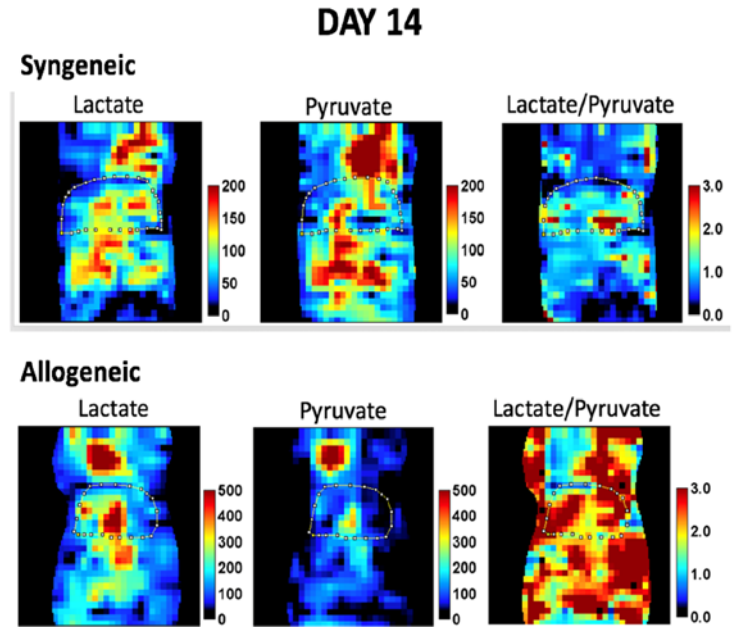 DAY 14
Syngeneic
Lactate Pyruvate Lactate/Pyruvate
200 200 3.0
150 150 2.0
100 100 1.0
50 50 0.0
0 0
Allogeneic
Lactate Pyruvate Lactate/Pyruvate
500 500 3.0
400 400 2.0
300 300 1.0
200 200 0.0
100 100
0 0